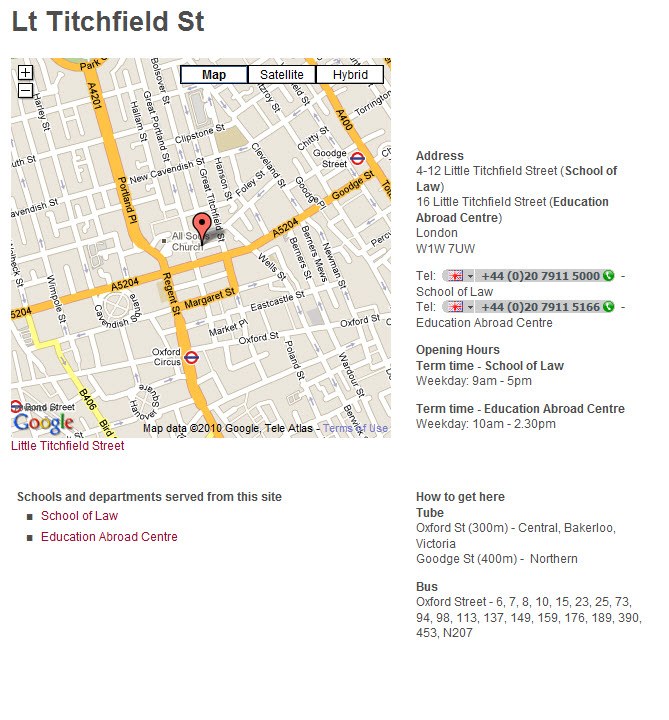 Lt Titchfield St
Map
Satellite
Hybrid
Park C
Bolsover St
A4201
Harley St
Hallam St
Great Portland St
Clipstone St
Fitzroy St
Torrington
A400
Chitty St
Goodge
Street
New Cavendish St
Hanson St
Cleveland St
Foley St
Goodge Pl
Goodge St
Great Titchfield St
Portland Pl
avendish St
A5204
All Souls
Church
Berners Mews
Berners St
Newman St
Percy
Wells St
Wimpole St
A5204
5204
Regent St
Margaret St
Eastcastle St
Cavendish Square
Market Pl
Oxford St
Oxford St
Oxford
Circus
Poland St
Wardour St
Berwick
B406
Hanover Square
Bond Street
Google
Map data ©2010 Google, Tele Atlas - Terms of Use
Little Titchfield Street
Address
4-12 Little Titchfield Street (School of
Law)
16 Little Titchfield Street (Education
Abroad Centre)
London
W1W 7UW
Tel: +44 (0)20 7911 5000 -
School of Law
Tel: +44 (0)20 7911 5166 -
Education Abroad Centre
Opening Hours
Term time - School of Law
Weekday: 9am - 5pm
Term time - Education Abroad Centre
Weekday: 10am - 2.30pm
Schools and departments served from this site
School of Law
Education Abroad Centre
How to get here
Tube
Oxford St (300m) - Central, Bakerloo,
Victoria
Goodge St (400m) - Northern
Bus
Oxford Street - 6, 7, 8, 10, 15, 23, 25, 73,
94, 98, 113, 137, 149, 159, 176, 189, 390,
453, N207